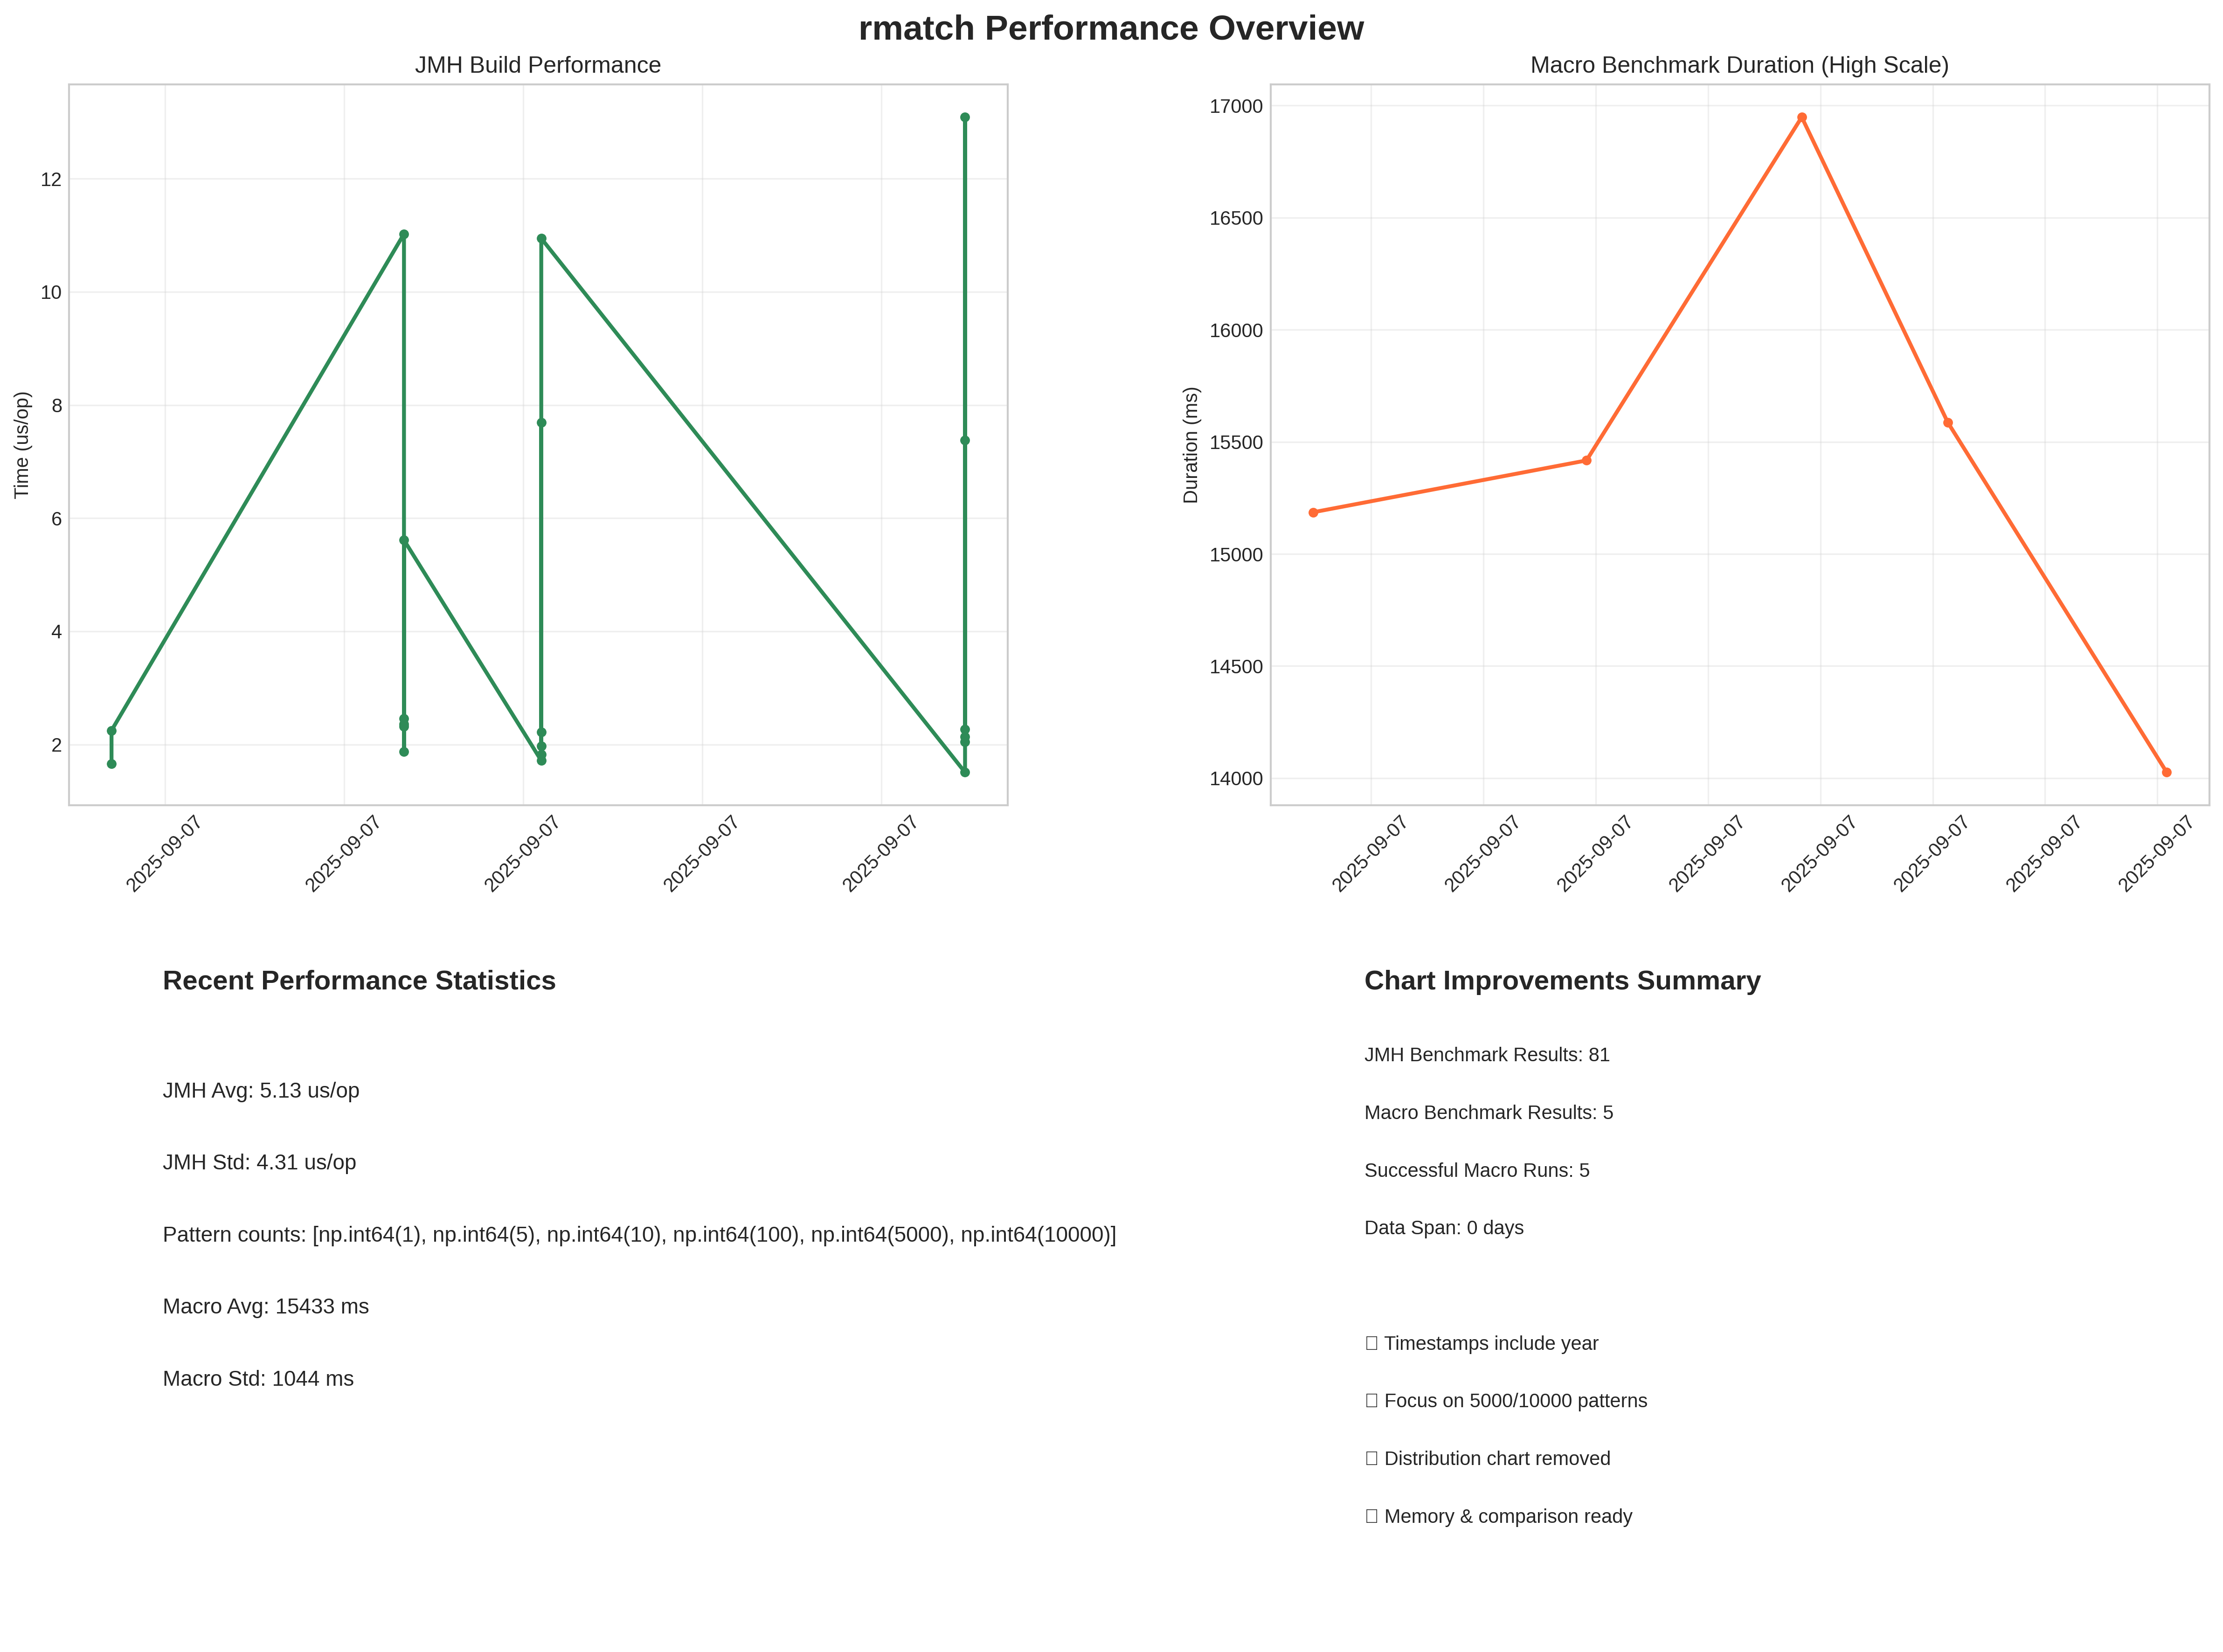 rmatch Performance Overview
JMH Build Performance
Time (us/op)
12
10
8
6
4
2
2025-09-07
2025-09-07
2025-09-07
2025-09-07
2025-09-07
Macro Benchmark Duration (High Scale)
Duration (ms)
17000
16500
16000
15500
15000
14500
14000
2025-09-07
2025-09-07
2025-09-07
2025-09-07
2025-09-07
2025-09-07
2025-09-07
2025-09-07
Recent Performance Statistics
JMH Avg: 5.13 us/op
JMH Std: 4.31 us/op
Pattern counts: [np.int64(1), np.int64(5), np.int64(10), np.int64(100), np.int64(5000), np.int64(10000)]
Macro Avg: 15433 ms
Macro Std: 1044 ms
Chart Improvements Summary
JMH Benchmark Results: 81
Macro Benchmark Results: 5
Successful Macro Runs: 5
Data Span: 0 days
Timestamps include year
Focus on 5000/10000 patterns
Distribution chart removed
Memory & comparison ready